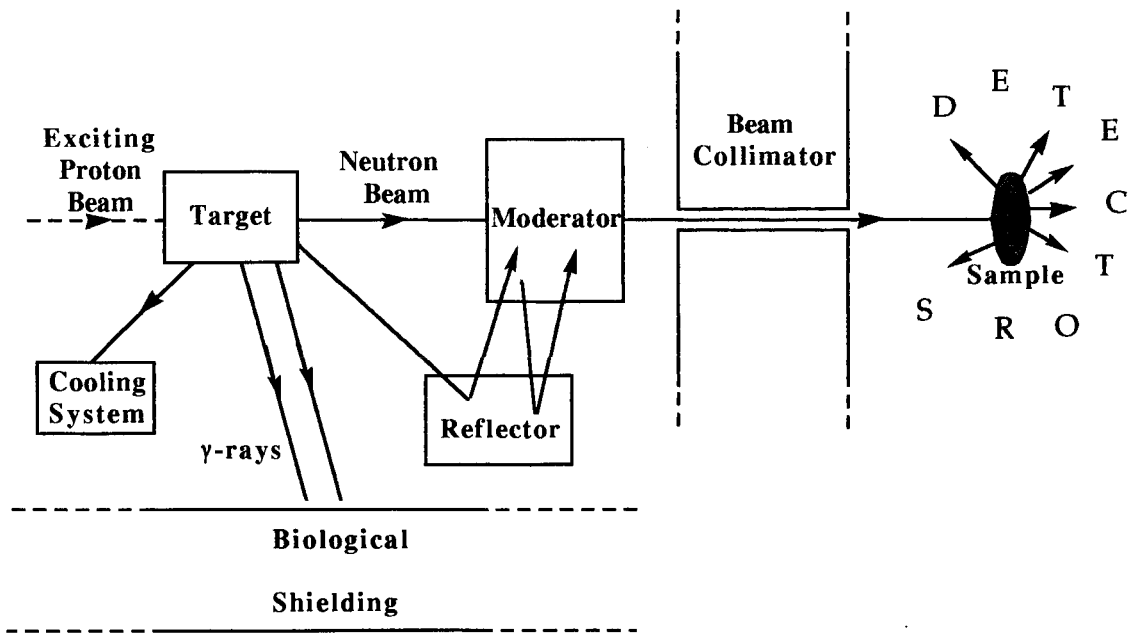 Exciting
Proton
Beam
Target
Neutron
Beam
Moderator
Beam
Collimator
D E T E C T O R S
Sample
Cooling
System
γ-rays
Reflector
Biological
Shielding